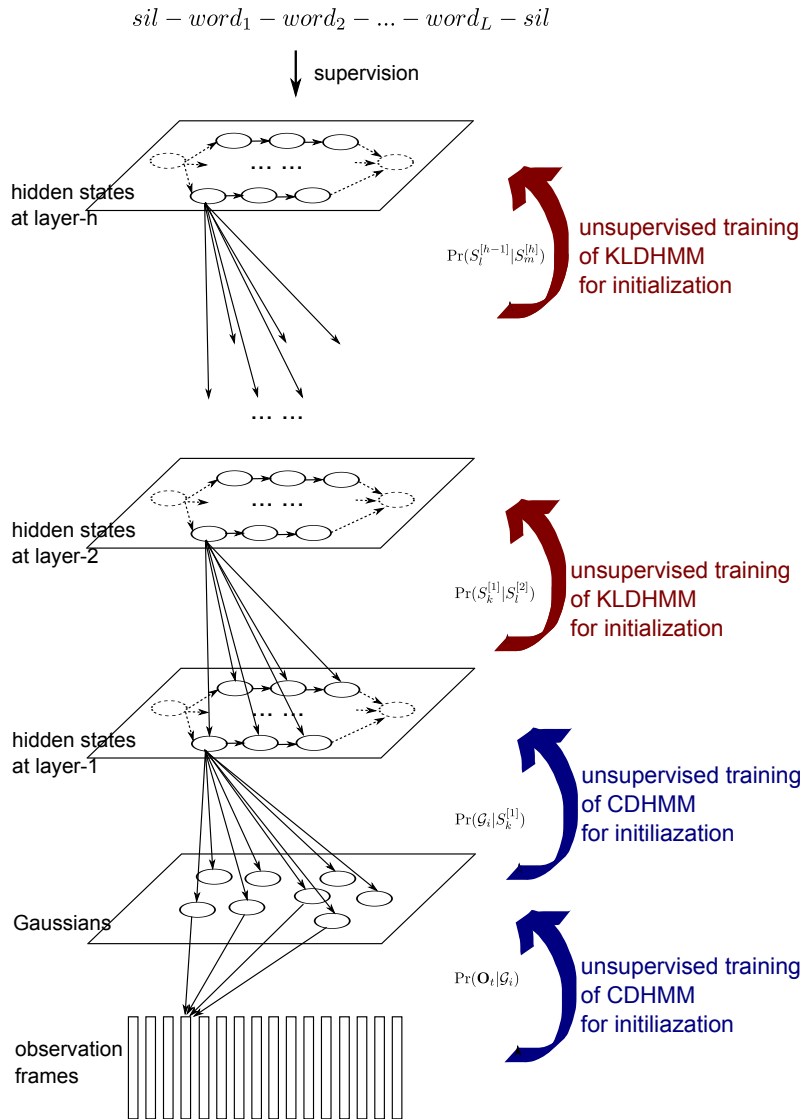 sil − word₁ − word₂ − ... − word_L − sil
supervision
... ...
hidden states
at layer-h
Pr(S_l^{[h−1]}|S_m^{[h]})
unsupervised training
of KLDHMM
for initialization
... ...
... ...
hidden states
at layer-2
Pr(S_k^{[1]}|S_l^{[2]})
unsupervised training
of KLDHMM
for initialization
... ...
hidden states
at layer-1
Pr(𝒢_i|S_k^{[1]})
unsupervised training
of CDHMM
for initiliazation
Gaussians
Pr(𝐎_t|𝒢_i)
unsupervised training
of CDHMM
for initiliazation
observation
frames